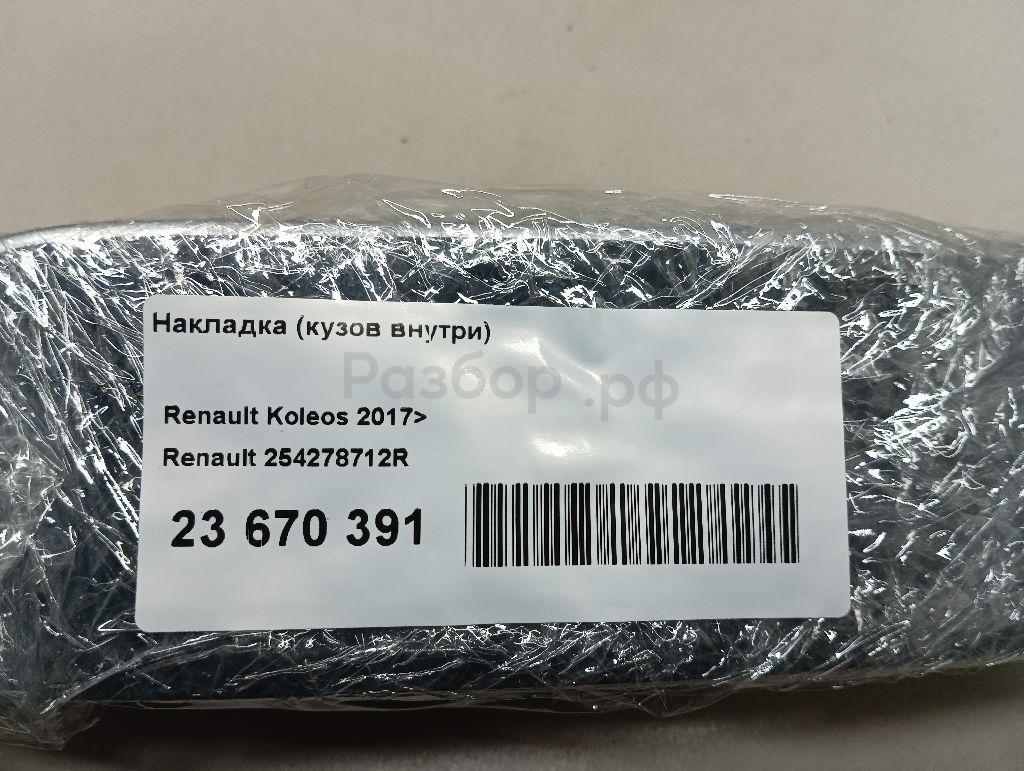 Накладка (кузов внутри)
Разбор.рф
Renault Koleos 2017>
Renault 254278712R
23 670 391